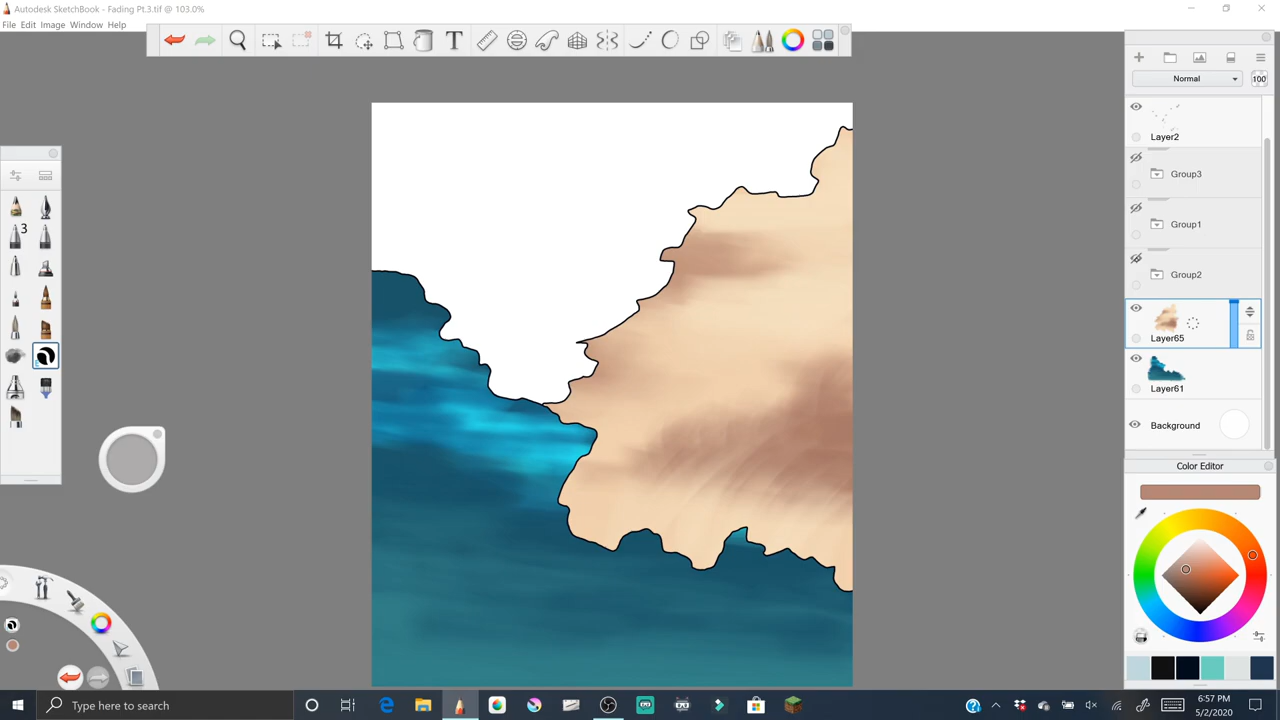 Autodesk SketchBook - Fading Pt.3.tif @ 103.0%
File Edit Image Window Help
T
Normal
100
Layer2
Group3
Group1
Group2
Layer65
Layer61
Background
3
Color Editor
Type here to search
6:57 PM
5/2/2020